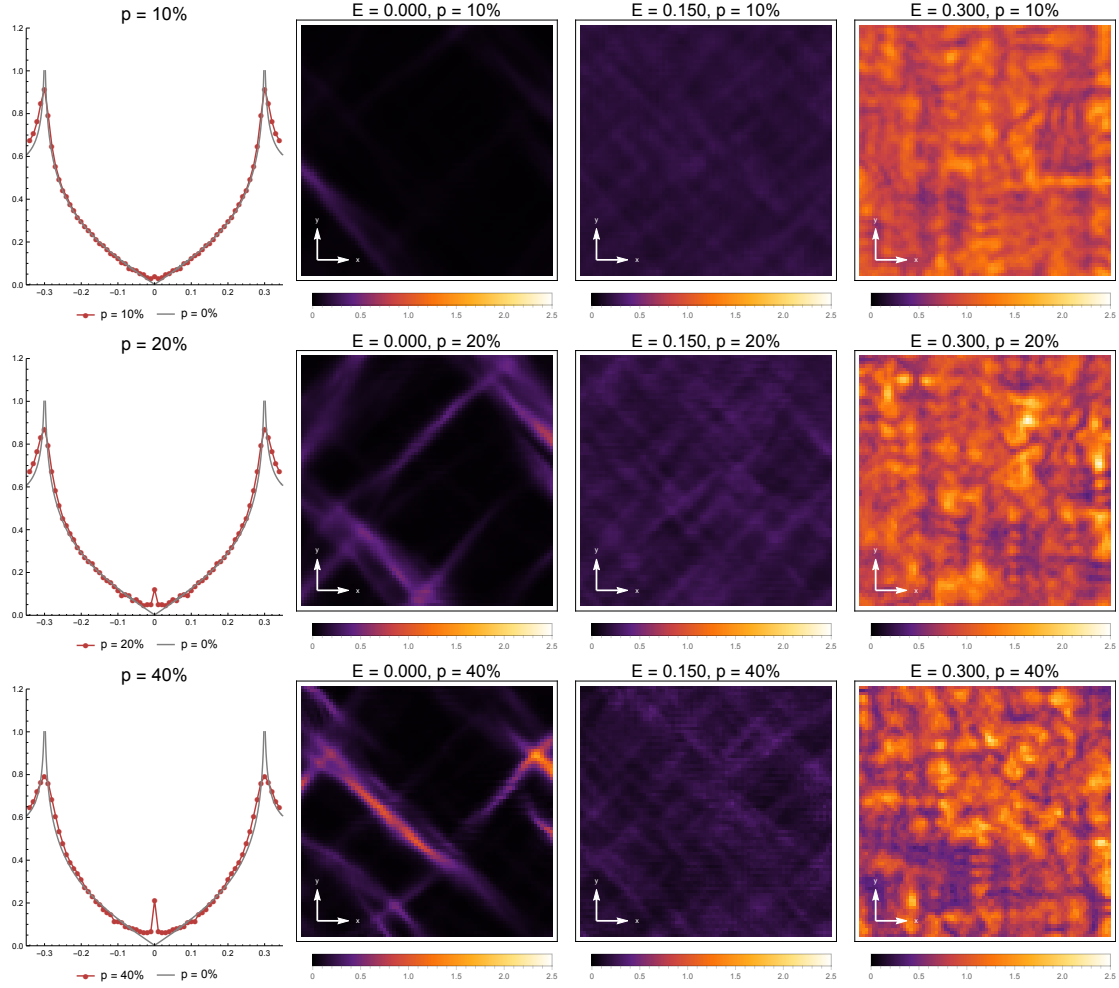 p = 10%
E = 0.000, p = 10%
E = 0.150, p = 10%
E = 0.300, p = 10%
1.2
1.0
0.8
0.6
0.4
0.2
0.0
-0.3 -0.2 -0.1 0 0.1 0.2 0.3
p = 10% p = 0%
y
x
y
x
y
x
0 0.5 1.0 1.5 2.0 2.5
0 0.5 1.0 1.5 2.0 2.5
0 0.5 1.0 1.5 2.0 2.5
p = 20%
E = 0.000, p = 20%
E = 0.150, p = 20%
E = 0.300, p = 20%
1.2
1.0
0.8
0.6
0.4
0.2
0.0
-0.3 -0.2 -0.1 0 0.1 0.2 0.3
p = 20% p = 0%
y
x
y
x
y
x
0 0.5 1.0 1.5 2.0 2.5
0 0.5 1.0 1.5 2.0 2.5
0 0.5 1.0 1.5 2.0 2.5
p = 40%
E = 0.000, p = 40%
E = 0.150, p = 40%
E = 0.300, p = 40%
1.2
1.0
0.8
0.6
0.4
0.2
0.0
-0.3 -0.2 -0.1 0 0.1 0.2 0.3
p = 40% p = 0%
y
x
y
x
y
x
0 0.5 1.0 1.5 2.0 2.5
0 0.5 1.0 1.5 2.0 2.5
0 0.5 1.0 1.5 2.0 2.5